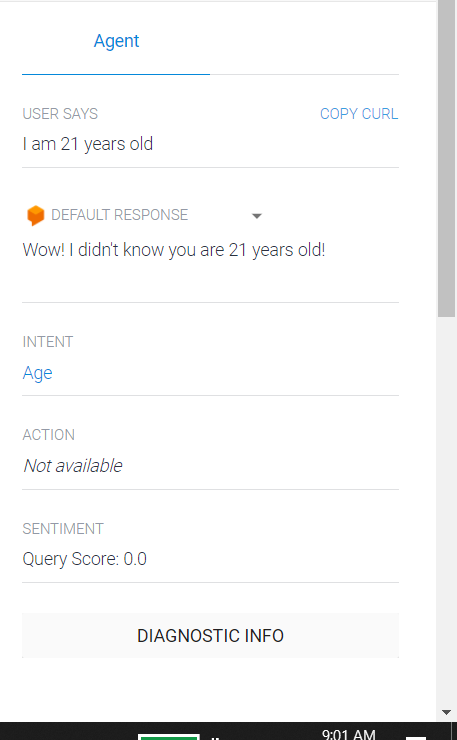 Agent
USER SAYS COPY CURL
I am 21 years old
DEFAULT RESPONSE
Wow! I didn't know you are 21 years old!
INTENT
Age
ACTION
Not available
SENTIMENT
Query Score: 0.0
DIAGNOSTIC INFO
9:01 AM